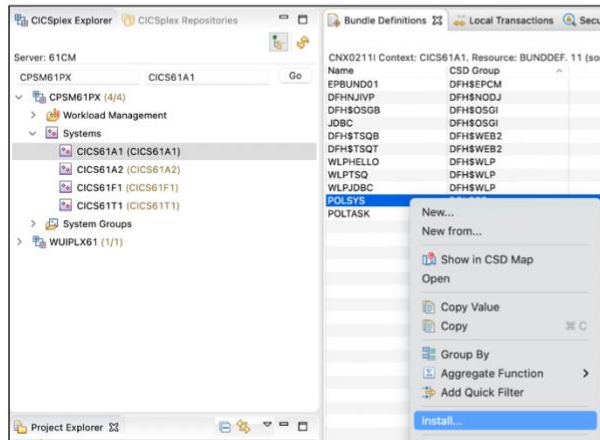 CICSplex Explorer CICSplex Repositories
Server: 61CM
CPSM61PX CICS61A1 Go
CPSM61PX (4/4)
Workload Management
Systems
CICS61A1 (CICS61A1)
CICS61A2 (CICS61A2)
CICS61F1 (CICS61F1)
CICS61T1 (CICS61T1)
System Groups
WUIPLX61 (1/1)
Project Explorer
Bundle Definitions Local Transactions Secu
CNX0211I Context: CICS61A1. Resource: BUNDDEF. 11 (so
Name CSD Group
EPBUND01 DFH$EPCM
DFHNJIVP DFH$NODJ
DFH$OSGB DFH$OSGI
JDBC DFH$OSGI
DFH$TSQB DFH$WEB2
DFH$TSQT DFH$WEB2
WLPHELLO DFH$WLP
WLPTSQ DFH$WLP
WLPJDBC DFH$WLP
POLSYS
POLTASK
New...
New from...
Show in CSD Map
Open
Copy Value
Copy ⌘ C
Group By
Aggregate Function
Add Quick Filter
Install...